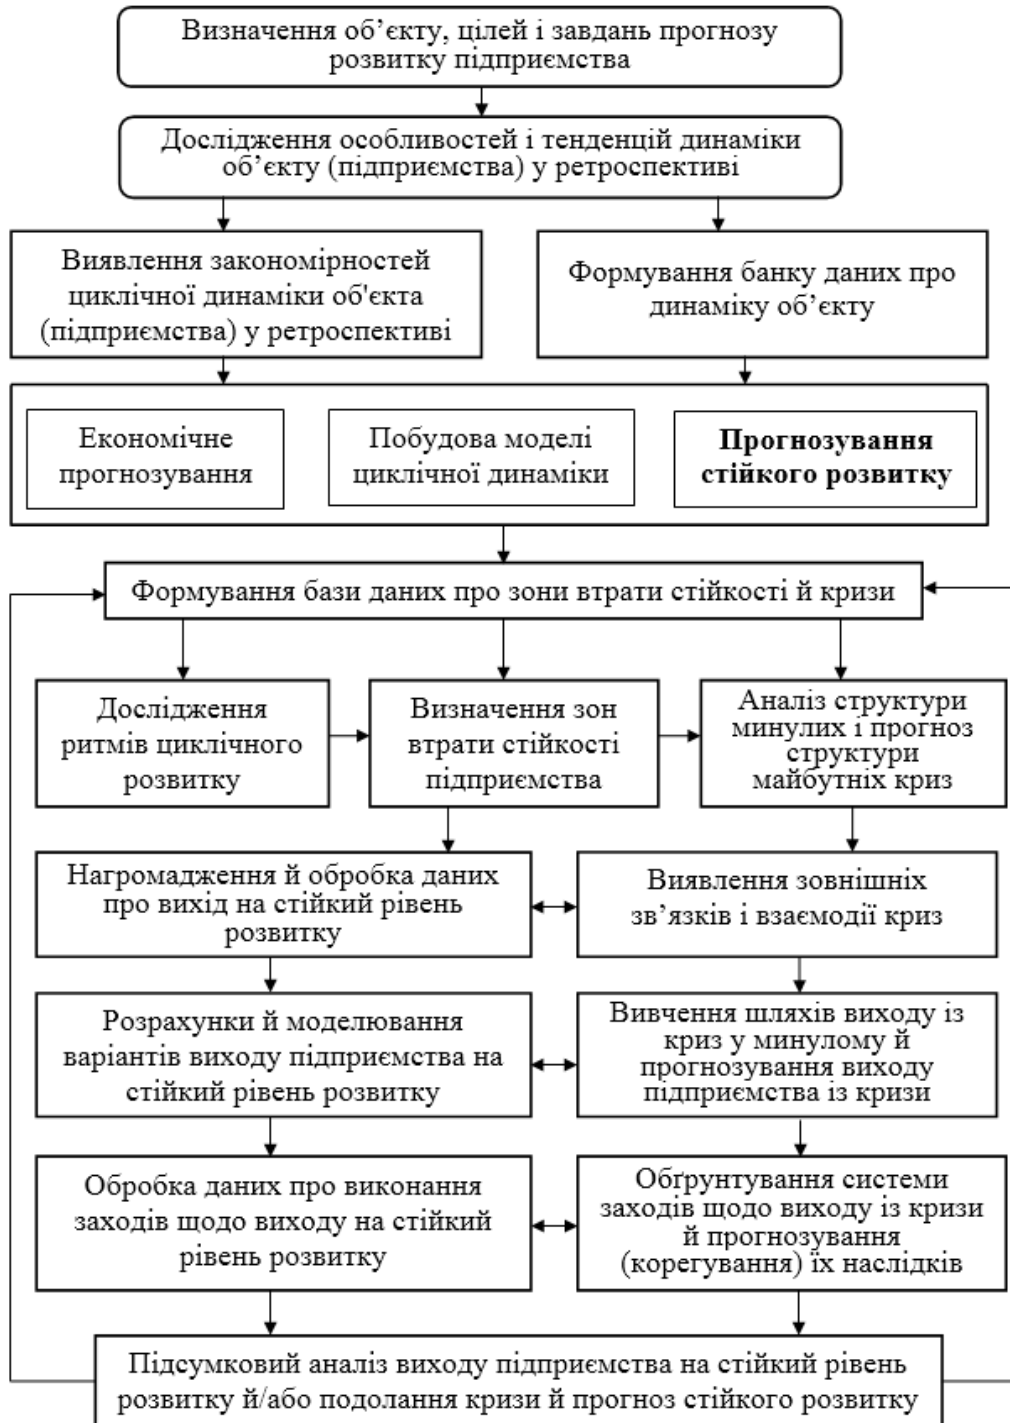 Визначення об’єкту, цілей і завдань прогнозу
розвитку підприємства
Дослідження особливостей і тенденцій динаміки
об’єкту (підприємства) у ретроспективі
Виявлення закономірностей
циклічної динаміки об'єкта
(підприємства) у ретроспективі
Формування банку даних про
динаміку об’єкту
Економічне
прогнозування
Побудова моделі
циклічної динаміки
Прогнозування
стійкого розвитку
Формування бази даних про зони втрати стійкості й кризи
Дослідження
ритмів циклічного
розвитку
Визначення зон
втрати стійкості
підприємства
Аналіз структури
минулих і прогноз
структури
майбутніх криз
Нагромадження й обробка даних
про вихід на стійкий рівень
розвитку
Виявлення зовнішніх
зв’язків і взаємодії криз
Розрахунки й моделювання
варіантів виходу підприємства на
стійкий рівень розвитку
Вивчення шляхів виходу із
криз у минулому й
прогнозування виходу
підприємства із кризи
Обробка даних про виконання
заходів щодо виходу на стійкий
рівень розвитку
Обґрунтування системи
заходів щодо виходу із кризи
й прогнозування
(корегування) їх наслідків
Підсумковий аналіз виходу підприємства на стійкий рівень
розвитку й/або подолання кризи й прогноз стійкого розвитку